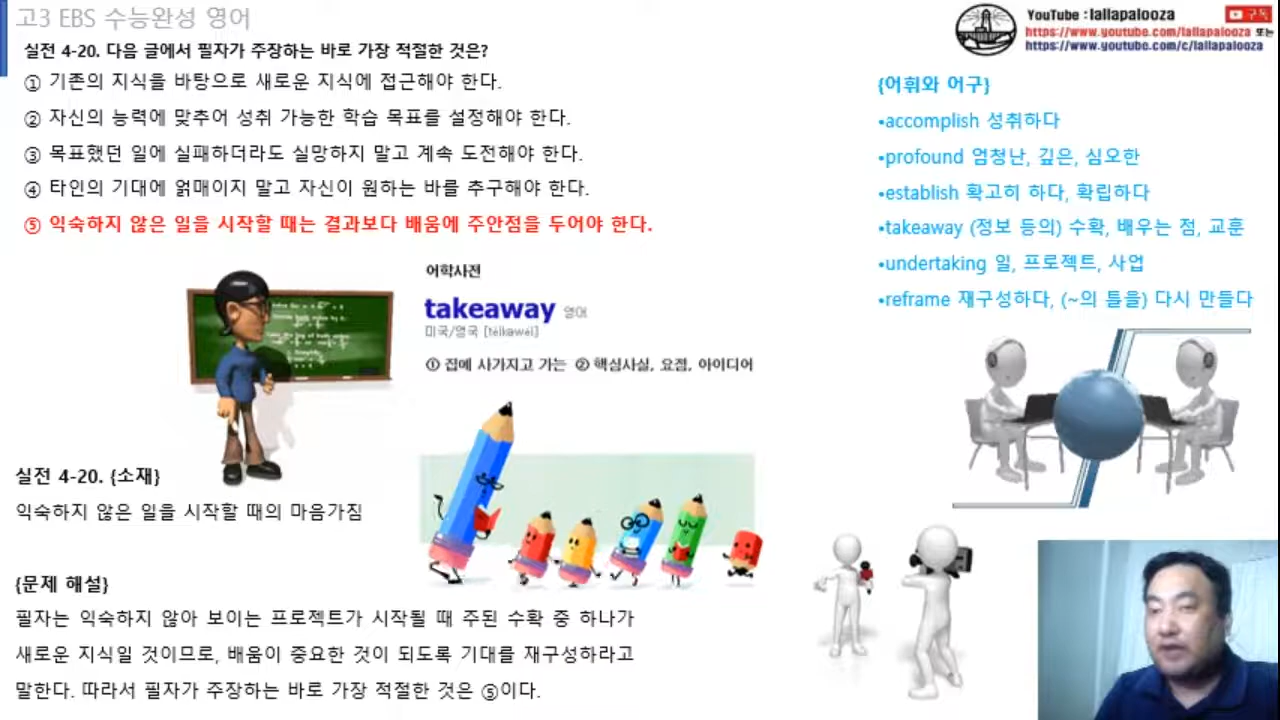 고3 EBS 수능완성 영어
실전 4-20. 다음 글에서 필자가 주장하는 바로 가장 적절한 것은?
① 기존의 지식을 바탕으로 새로운 지식에 접근해야 한다.
② 자신의 능력에 맞추어 성취 가능한 학습 목표를 설정해야 한다.
③ 목표했던 일에 실패하더라도 실망하지 말고 계속 도전해야 한다.
④ 타인의 기대에 얽매이지 말고 자신이 원하는 바를 추구해야 한다.
⑤ 익숙하지 않은 일을 시작할 때는 결과보다 배움에 주안점을 두어야 한다.
어학사전
takeaway 영어
미국/영국 [téikəwèi]
① 집에 사가지고 가는 ② 핵심사실, 요점, 아이디어
실전 4-20. {소재}
익숙하지 않은 일을 시작할 때의 마음가짐
{문제 해설}
필자는 익숙하지 않아 보이는 프로젝트가 시작될 때 주된 수확 중 하나가
새로운 지식일 것이므로, 배움이 중요한 것이 되도록 기대를 재구성하라고
말한다. 따라서 필자가 주장하는 바로 가장 적절한 것은 ⑤이다.
YouTube : lallapalooza
구독
https://www.youtube.com/lallapalooza 또는
https://www.youtube.com/c/lallapalooza
{어휘와 어구}
•accomplish 성취하다
•profound 엄청난, 깊은, 심오한
•establish 확고히 하다, 확립하다
•takeaway (정보 등의) 수확, 배우는 점, 교훈
•undertaking 일, 프로젝트, 사업
•reframe 재구성하다, (~의 틀을) 다시 만들다